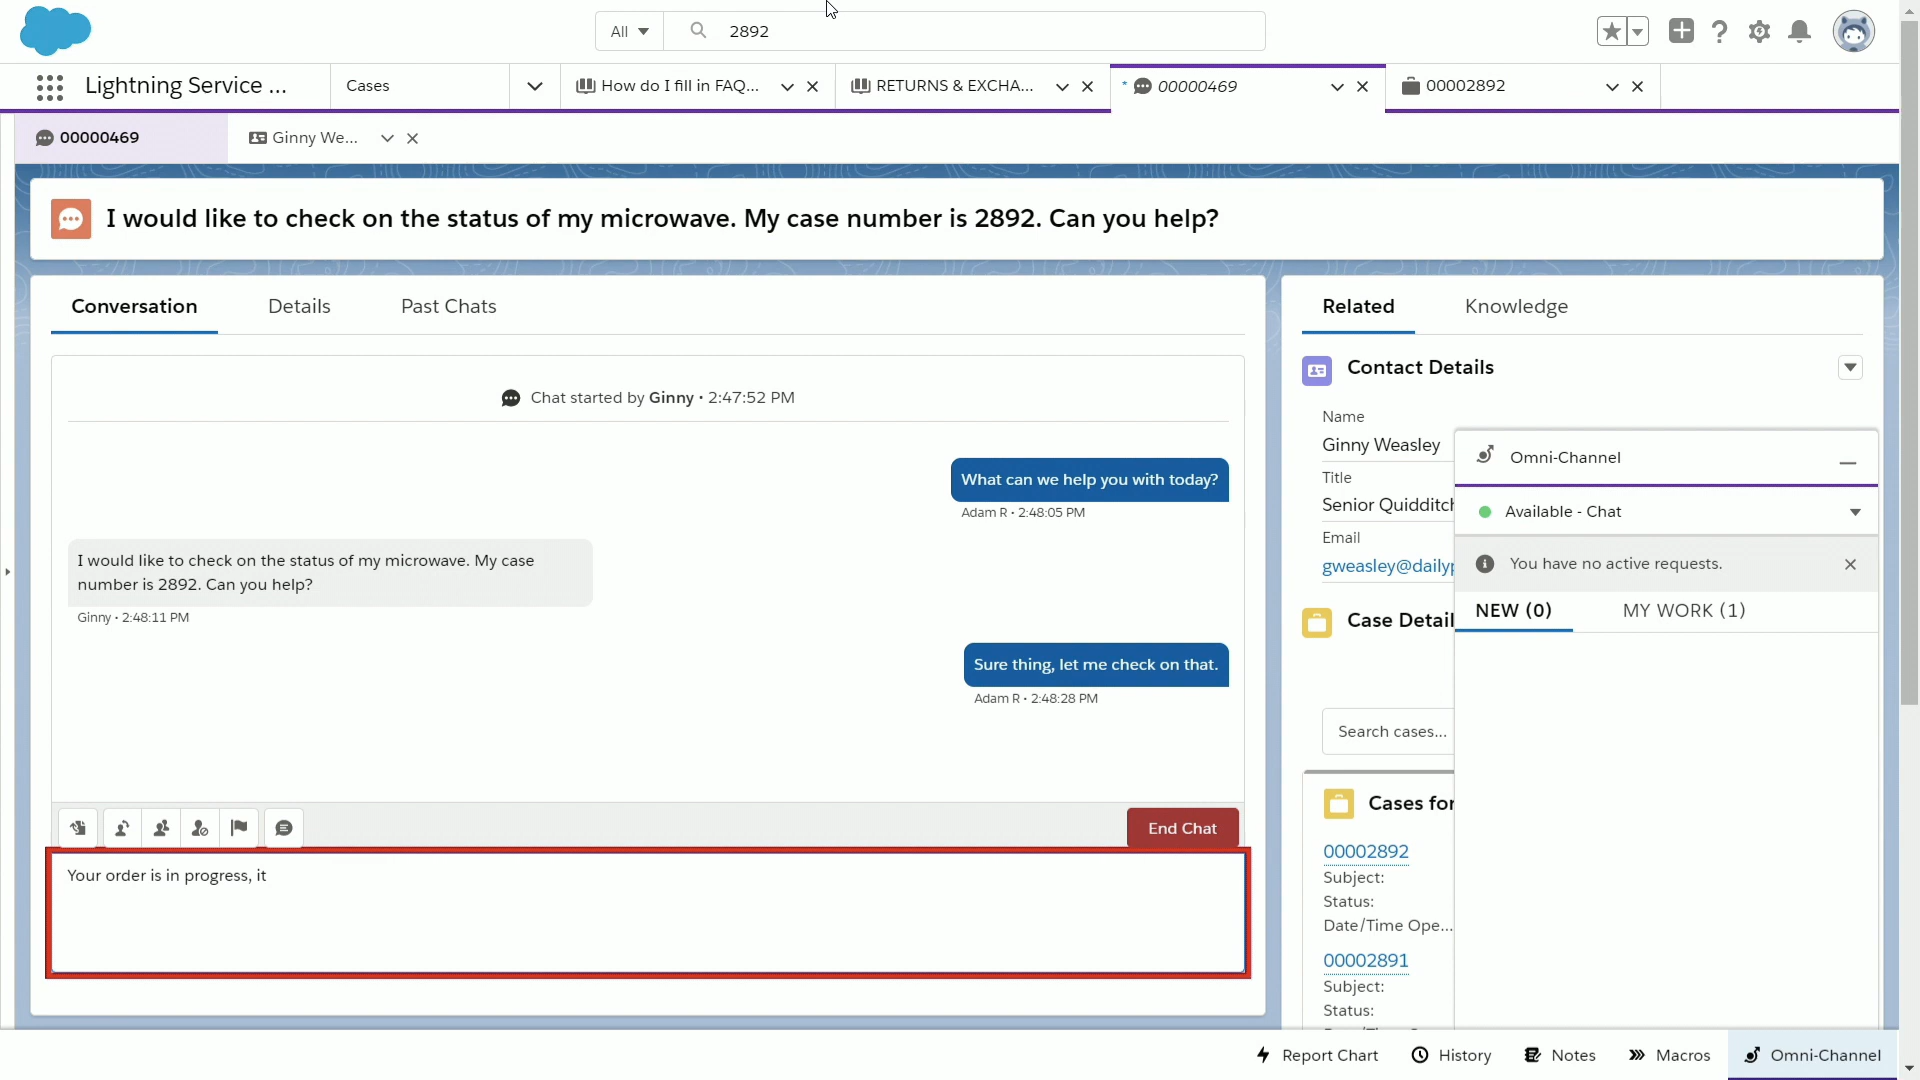 All
2892
Lightning Service ...
Cases
How do I fill in FAQ...
RETURNS & EXCHA...
* 00000469
00002892
00000469
Ginny We...
I would like to check on the status of my microwave. My case number is 2892. Can you help?
Conversation
Details
Past Chats
Related
Knowledge
Chat started by Ginny • 2:47:52 PM
What can we help you with today?
Adam R • 2:48:05 PM
I would like to check on the status of my microwave. My case
number is 2892. Can you help?
Ginny • 2:48:11 PM
Sure thing, let me check on that.
Adam R • 2:48:28 PM
End Chat
Your order is in progress, it
Contact Details
Name
Ginny Weasley
Title
Senior Quidditch
Email
gweasley@daily
Case Detail
Search cases...
Cases for
00002892
Subject:
Status:
Date/Time Ope...
00002891
Subject:
Status:
Omni-Channel
Available - Chat
You have no active requests.
NEW (0)
MY WORK (1)
Report Chart
History
Notes
Macros
Omni-Channel